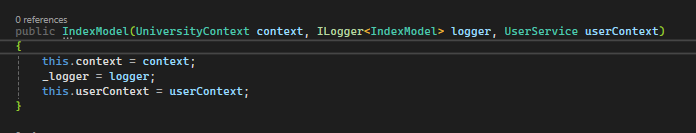 0 references
public IndexModel(UniversityContext context, ILogger<IndexModel> logger, UserService userContext)
{
this.context = context;
_logger = logger;
this.userContext = userContext;
}